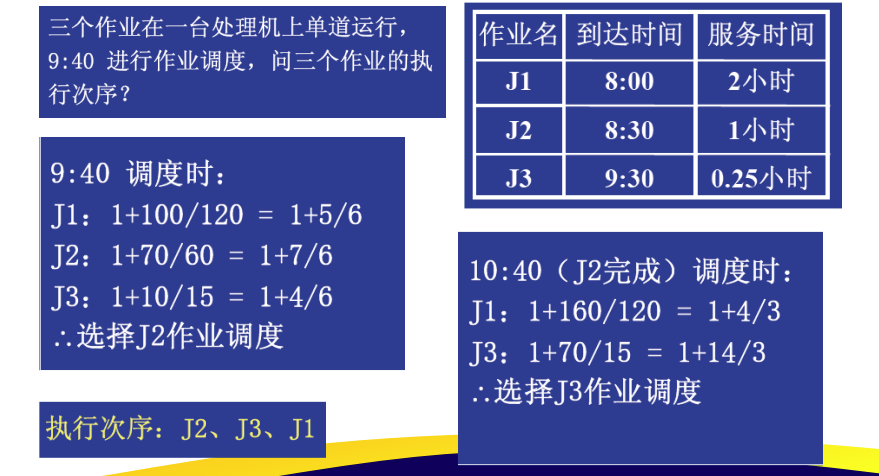 三个作业在一台处理机上单道运行，
9:40 进行作业调度，问三个作业的执
行次序？
作业名 到达时间 服务时间
J1 8:00 2小时
J2 8:30 1小时
J3 9:30 0.25小时
9:40 调度时：
J1：1+100/120 = 1+5/6
J2：1+70/60 = 1+7/6
J3：1+10/15 = 1+4/6
∴选择J2作业调度
10:40（J2完成）调度时：
J1：1+160/120 = 1+4/3
J3：1+70/15 = 1+14/3
∴选择J3作业调度
执行次序：J2、J3、J1